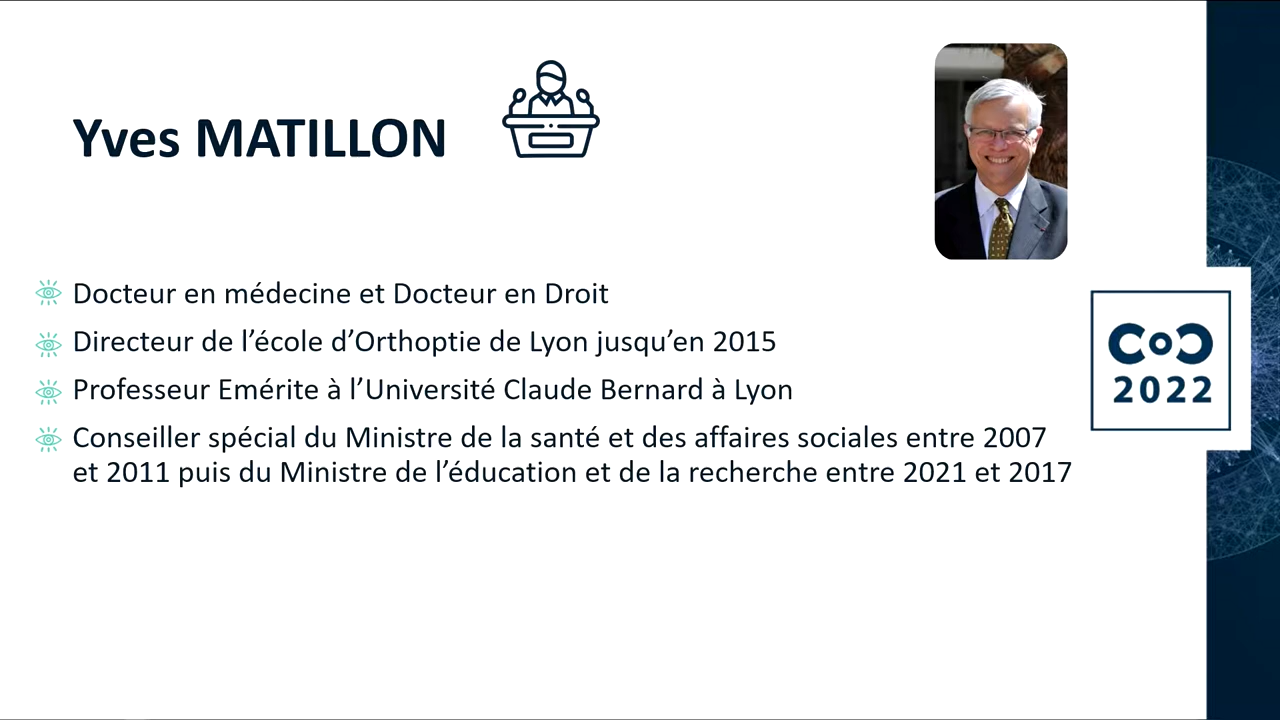 Yves MATILLON
Docteur en médecine et Docteur en Droit
Directeur de l’école d’Orthoptie de Lyon jusqu’en 2015
Professeur Emérite à l’Université Claude Bernard à Lyon
Conseiller spécial du Ministre de la santé et des affaires sociales entre 2007
et 2011 puis du Ministre de l’éducation et de la recherche entre 2021 et 2017
COC
2022